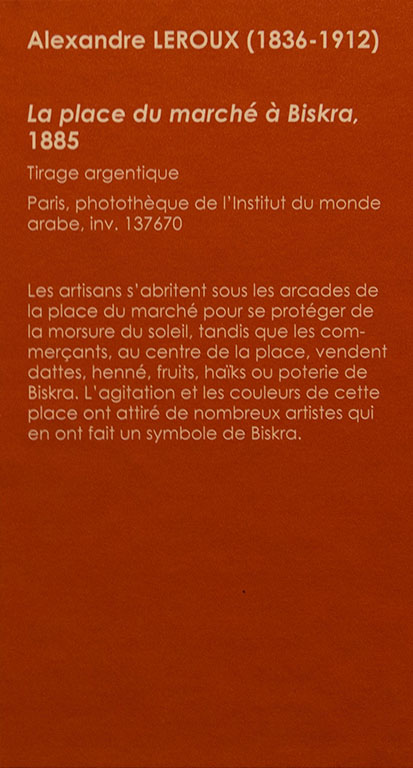 Alexandre LEROUX (1836-1912)
La place du marché à Biskra,
1885
Tirage argentique
Paris, photothèque de l'Institut du monde
arabe, inv. 137670
Les artisans s'abritent sous les arcades de
la place du marché pour se protéger de
la morsure du soleil, tandis que les com-
merçants, au centre de la place, vendent
dattes, henné, fruits, haïks ou poterie de
Biskra. L'agitation et les couleurs de cette
place ont attiré de nombreux artistes qui
en ont fait un symbole de Biskra.